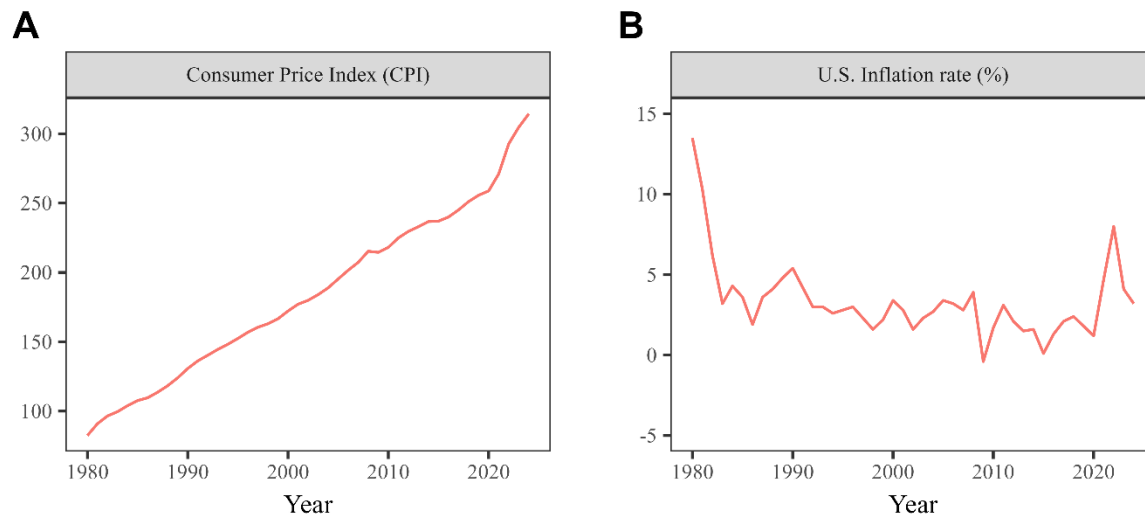 A
Consumer Price Index (CPI)
300
250
200
150
100
1980 1990 2000 2010 2020
Year
B
U.S. Inflation rate (%)
15
10
5
0
-5
1980 1990 2000 2010 2020
Year